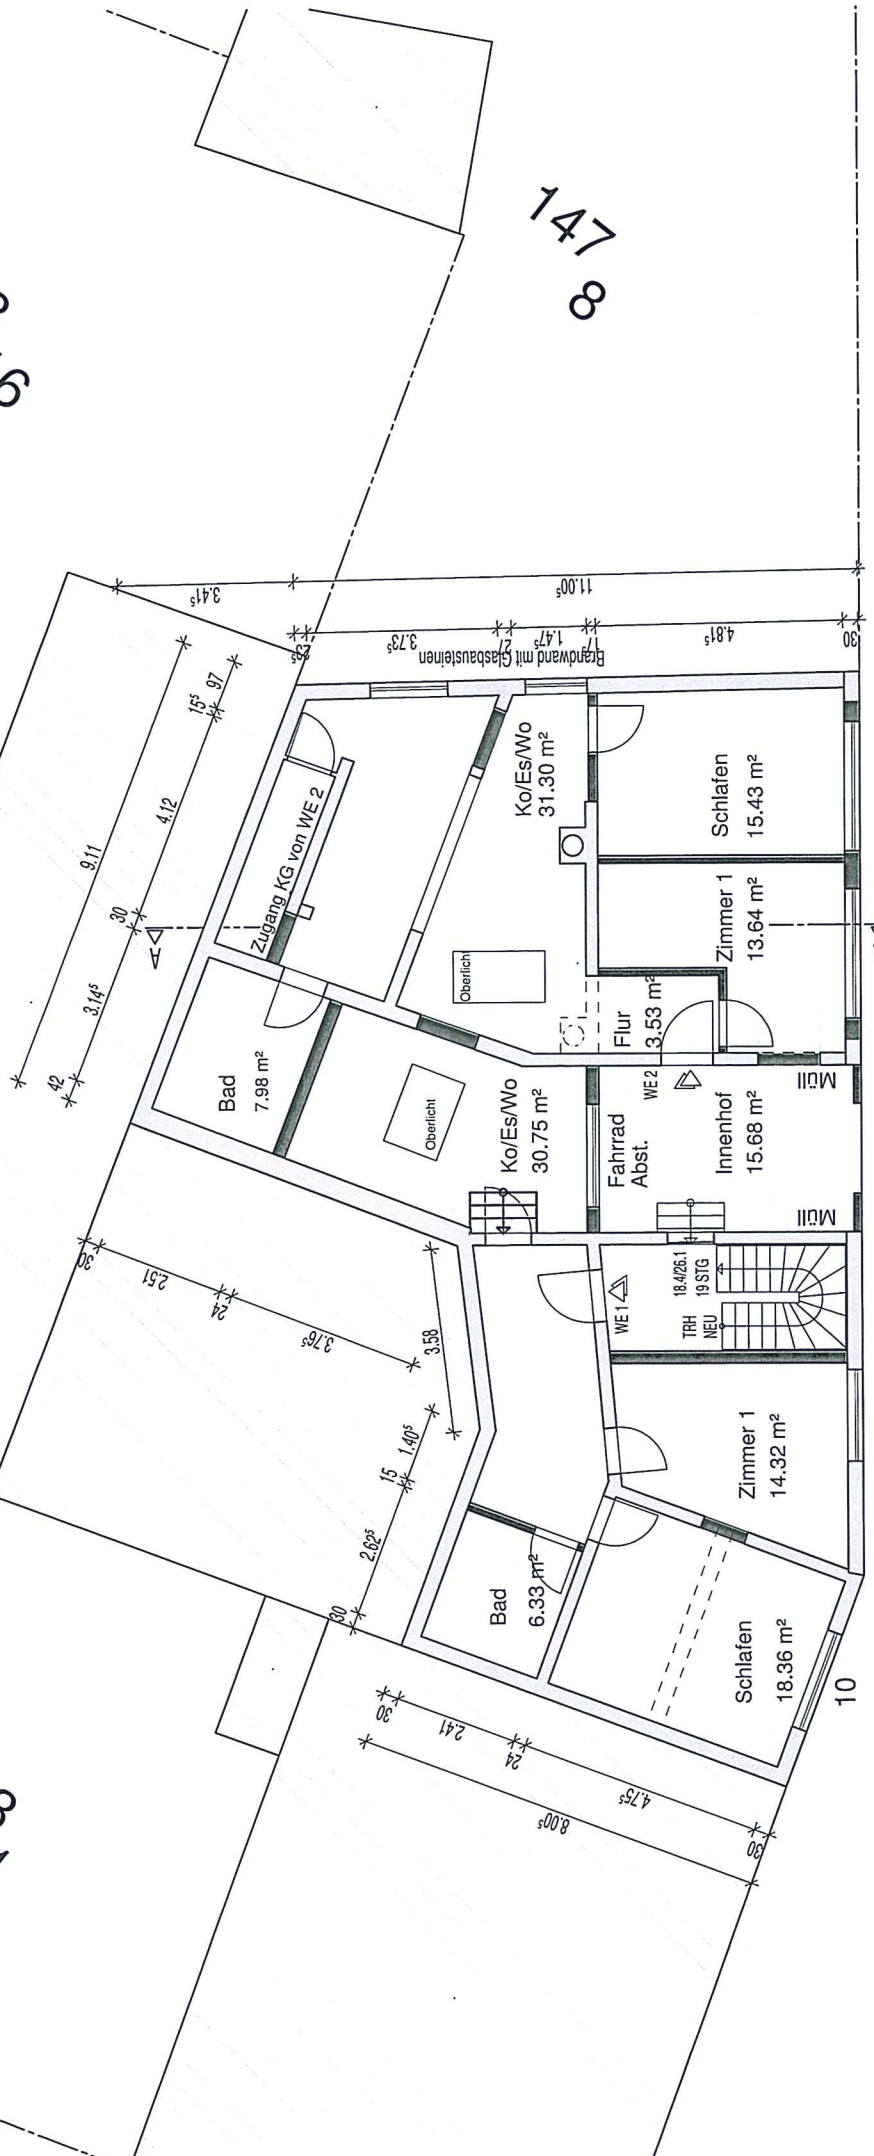 147
8
6
3.41⁵
11.00⁵
23⁵
3.73⁵
27
1.47⁵
17
4.81⁵
30
Brandwand mit Glasbausteinen
97
15⁵
4.12
9.11
30
3.14⁵
42
A
Zugang KG von WE 2
Ko/Es/Wo
31.30 m²
Schlafen
15.43 m²
Zimmer 1
13.64 m²
Oberlicht
Flur
3.53 m²
Bad
7.98 m²
Oberlicht
Ko/Es/Wo
30.75 m²
WE 2
Müll
Fahrrad
Abst.
Innenhof
15.68 m²
Müll
30
2.51
24
3.76⁵
3.58
WE 1
18.4/26.1
19 STG
TRH
NEU
1.40⁵
15
2.62⁵
30
Zimmer 1
14.32 m²
Bad
6.33 m²
Schlafen
18.36 m²
10
30
2.41
24
4.75⁵
30
8.00⁵
8